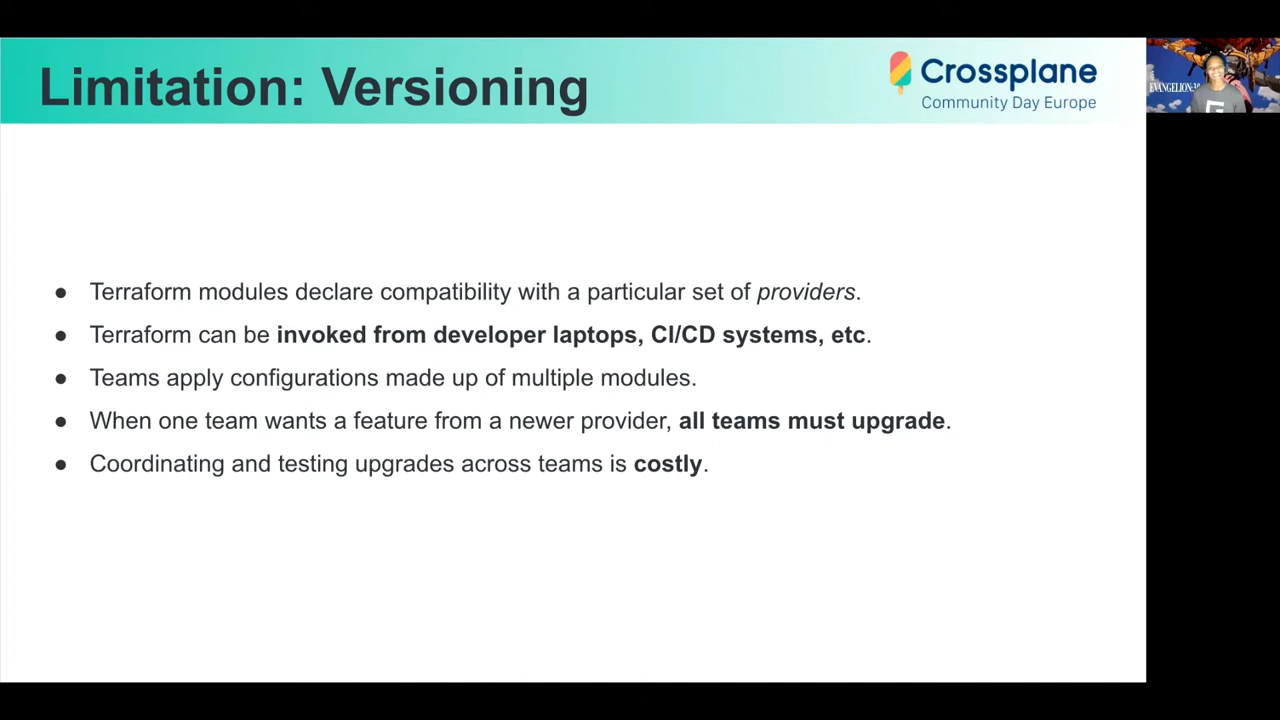 Limitation: Versioning
Crossplane
Community Day Europe
● Terraform modules declare compatibility with a particular set of providers.
● Terraform can be invoked from developer laptops, CI/CD systems, etc.
● Teams apply configurations made up of multiple modules.
● When one team wants a feature from a newer provider, all teams must upgrade.
● Coordinating and testing upgrades across teams is costly.